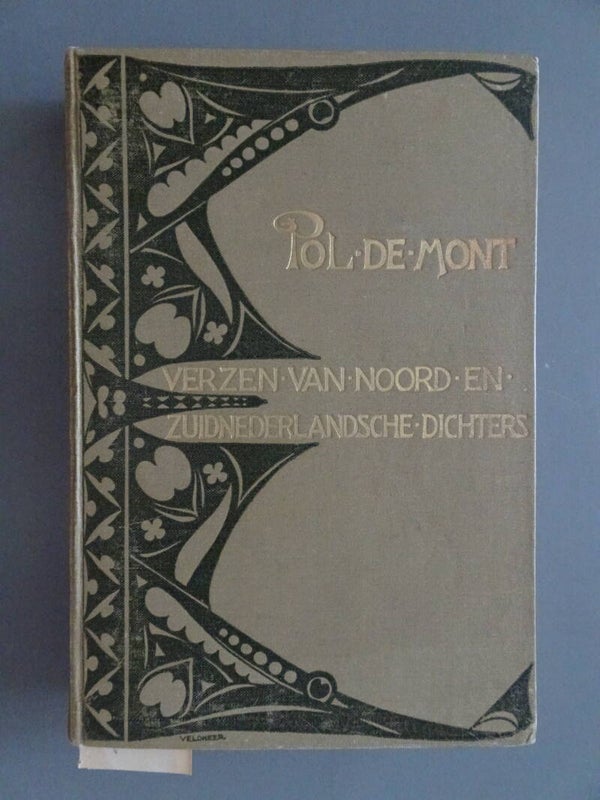 POL·DE·MONT
VERZEN·VAN·NOORD·EN·
ZUIDNEDERLANDSCHE·DICHTERS
VELDHEER